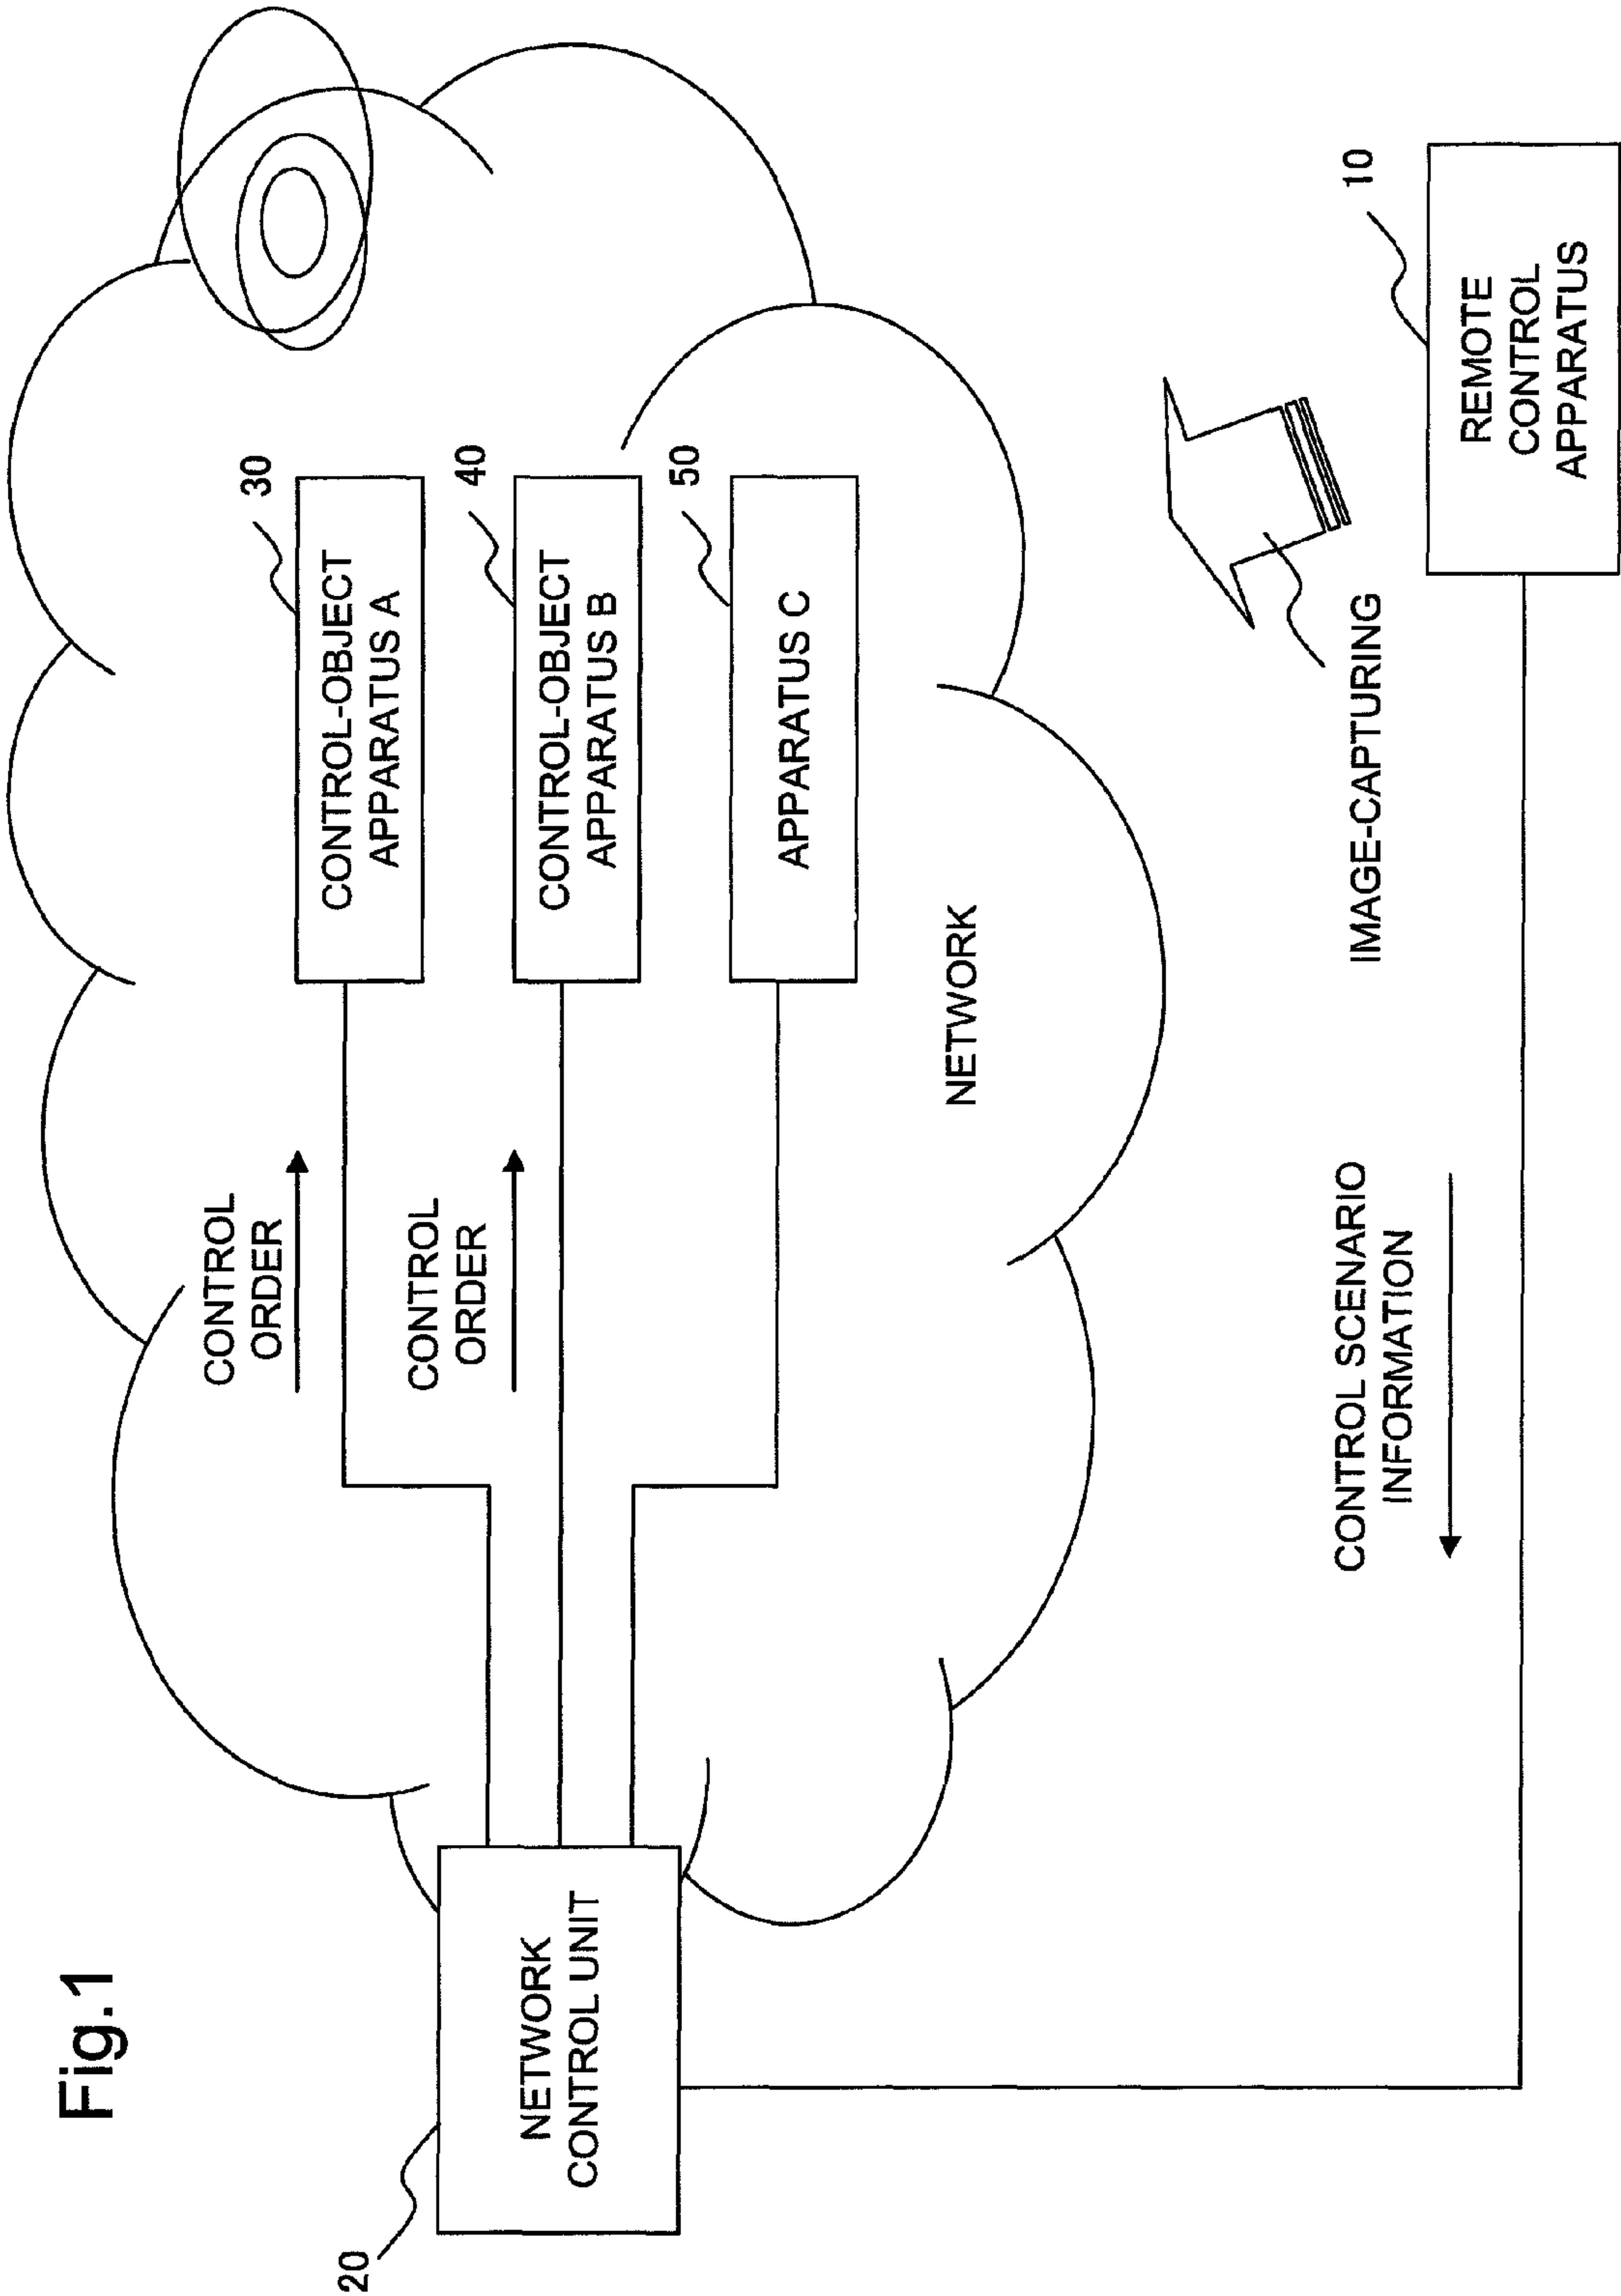 Fig.1
20
NETWORK
CONTROL UNIT
CONTROL
ORDER
CONTROL
ORDER
30
CONTROL-OBJECT
APPARATUS A
40
CONTROL-OBJECT
APPARATUS B
50
APPARATUS C
NETWORK
IMAGE-CAPTURING
CONTROL SCENARIO
INFORMATION
10
REMOTE
CONTROL
APPARATUS